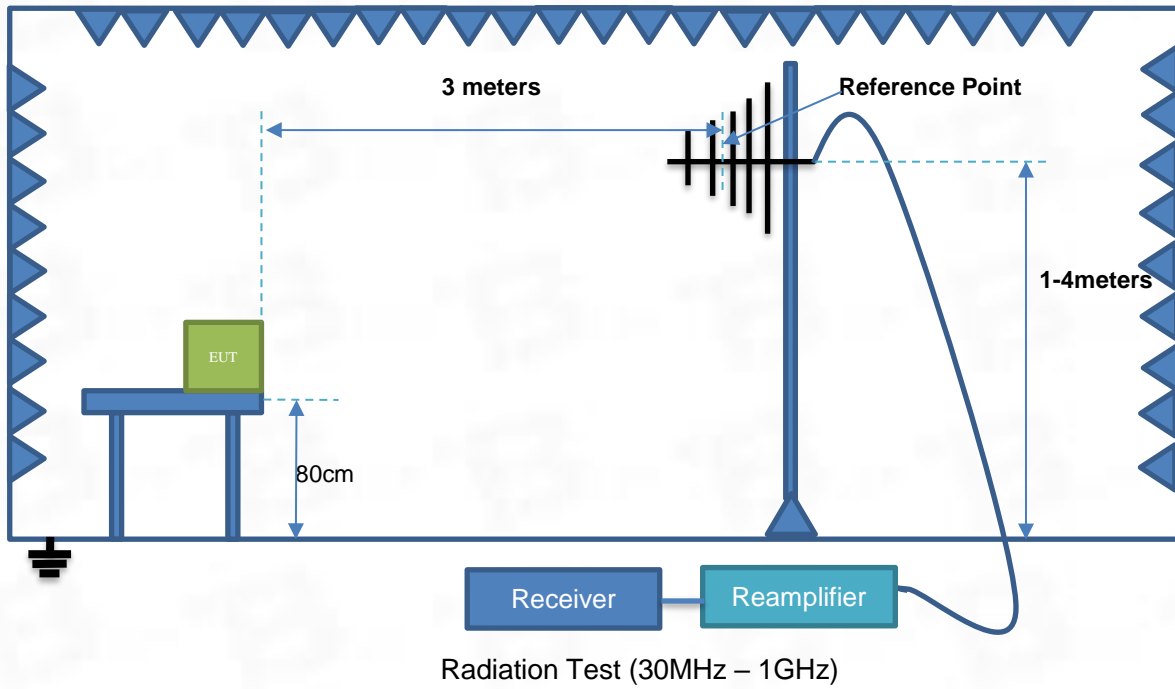 3 meters
Reference Point
1-4meters
EUT
80cm
Receiver
Reamplifier
Radiation Test (30MHz – 1GHz)